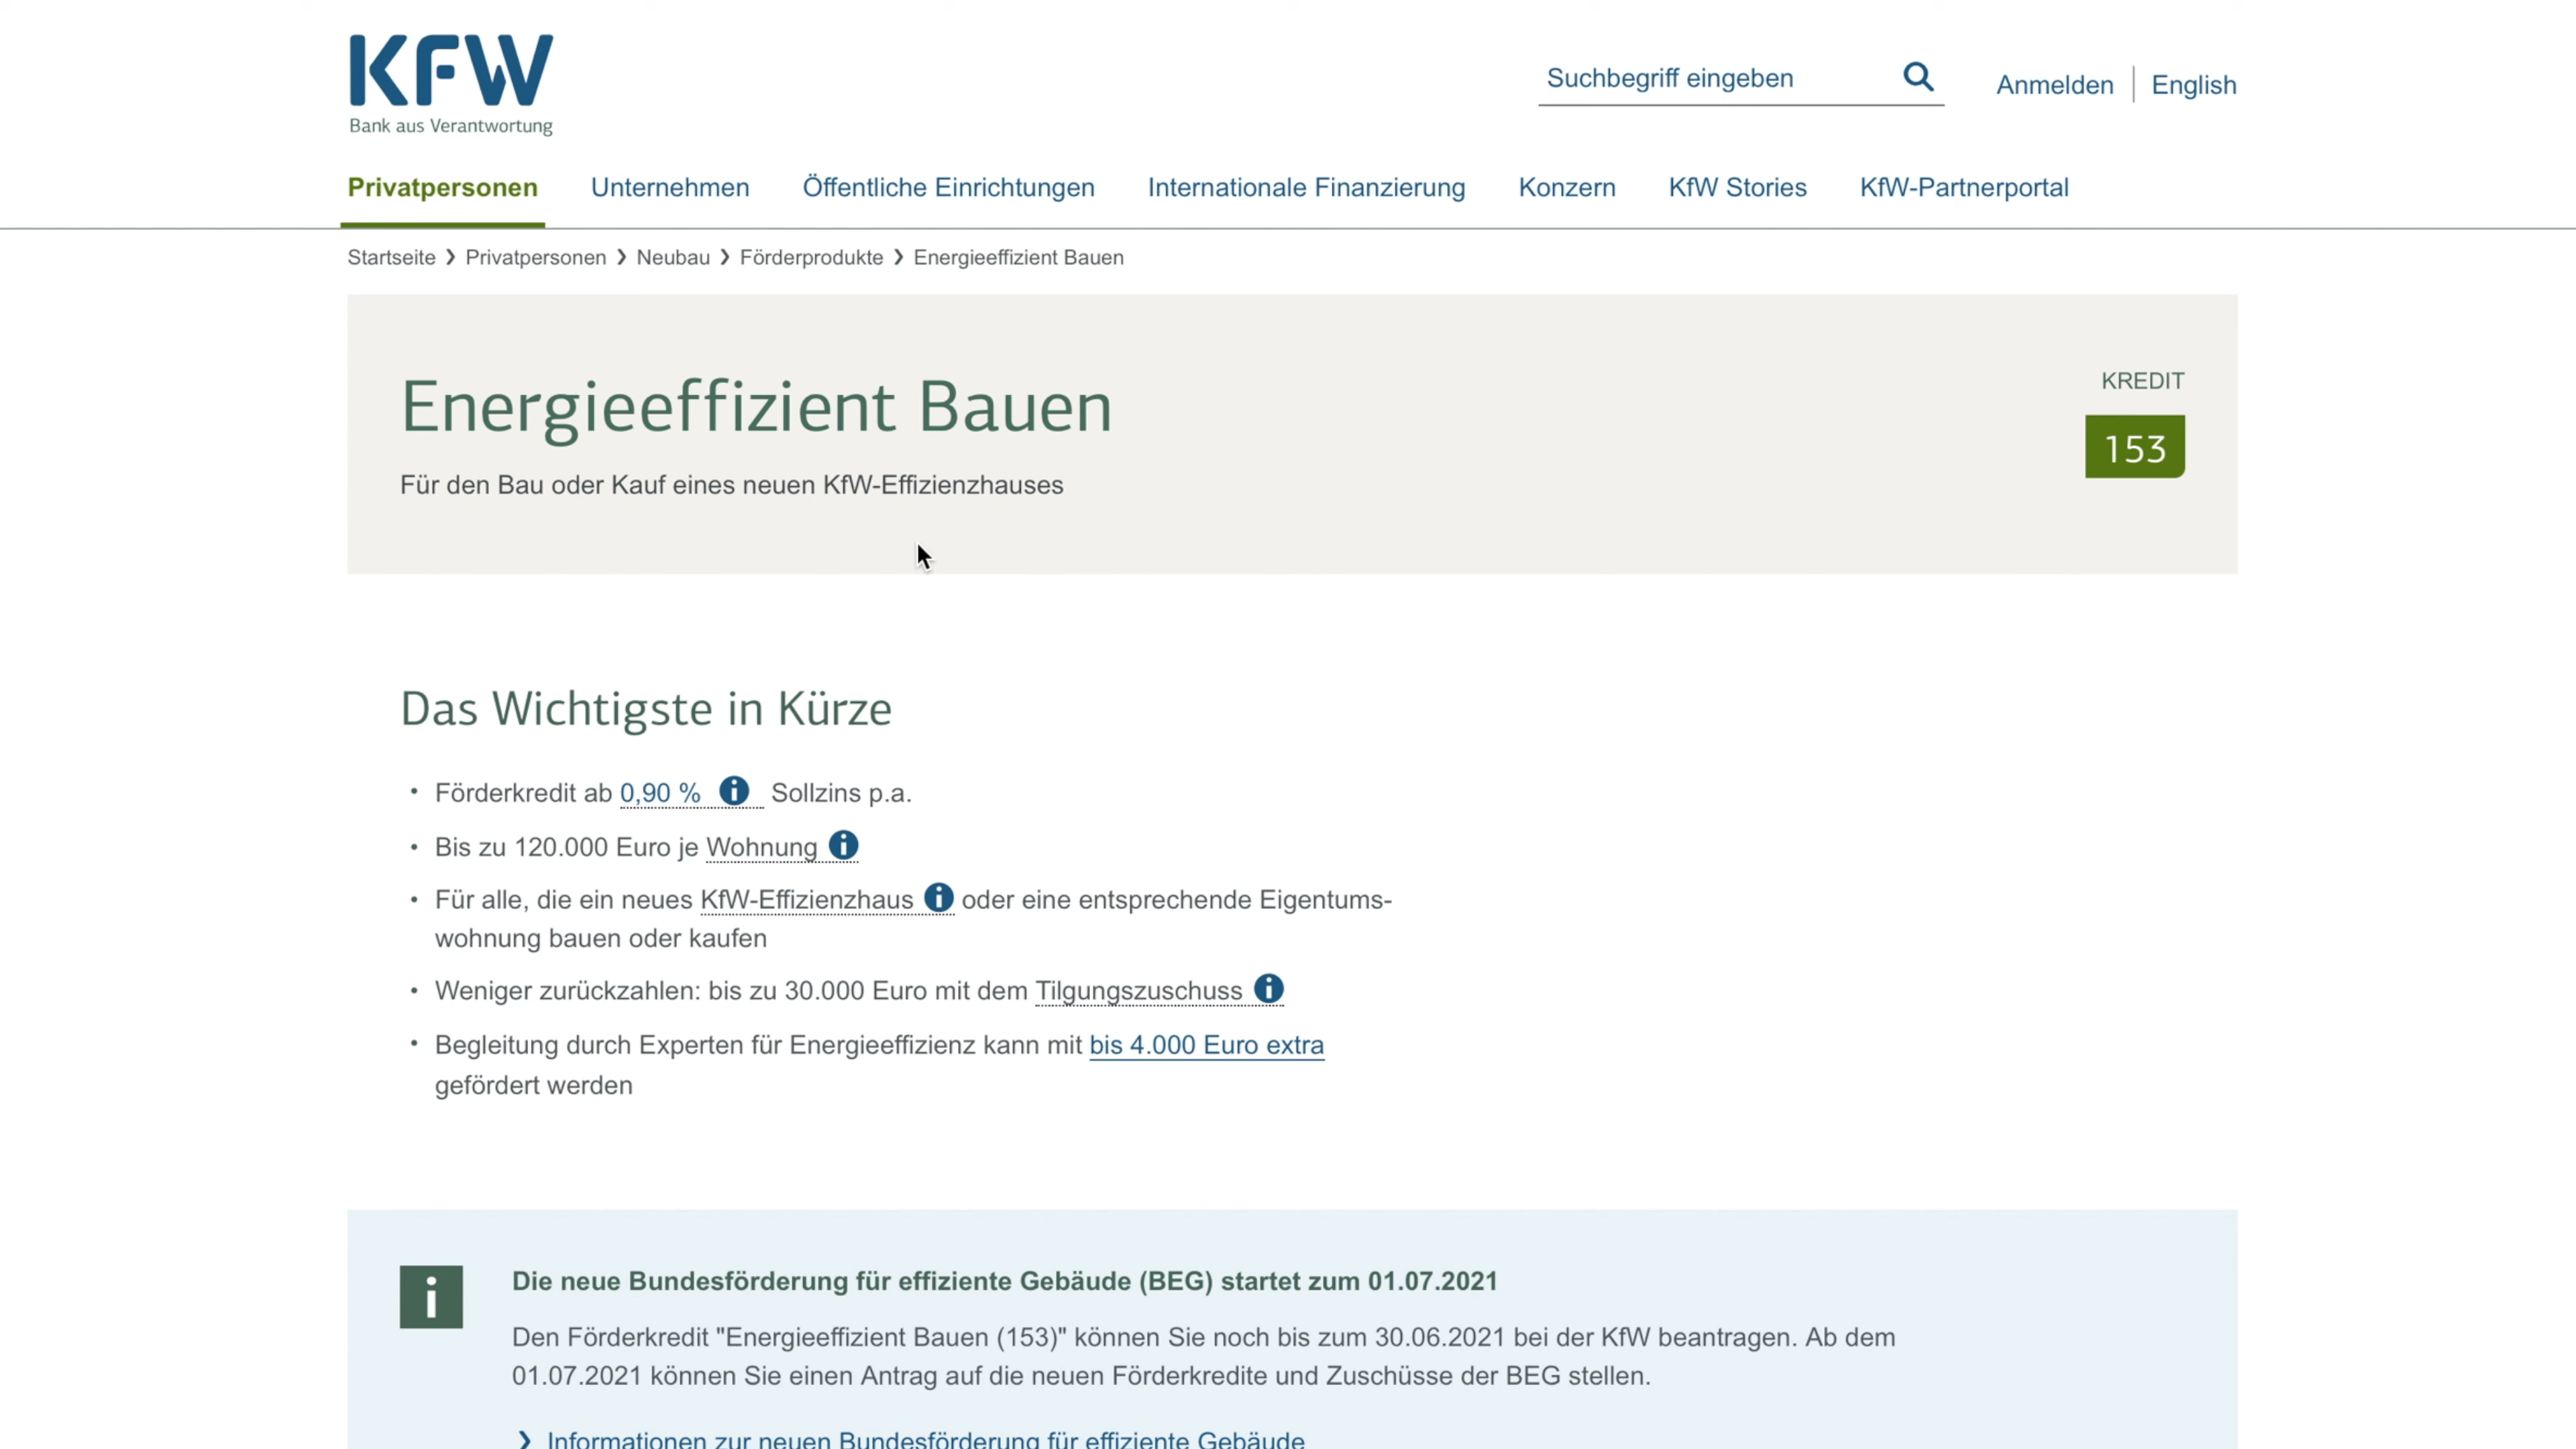 KFW
Bank aus Verantwortung
Suchbegriff eingeben
Anmelden
English
Privatpersonen
Unternehmen
Öffentliche Einrichtungen
Internationale Finanzierung
Konzern
KfW Stories
KfW-Partnerportal
Startseite ❯ Privatpersonen ❯ Neubau ❯ Förderprodukte ❯ Energieeffizient Bauen
Energieeffizient Bauen
Für den Bau oder Kauf eines neuen KfW-Effizienzhauses
KREDIT
153
Das Wichtigste in Kürze
• Förderkredit ab 0,90 % i Sollzins p.a.
• Bis zu 120.000 Euro je Wohnung i
• Für alle, die ein neues KfW-Effizienzhaus i oder eine entsprechende Eigentums-
wohnung bauen oder kaufen
• Weniger zurückzahlen: bis zu 30.000 Euro mit dem Tilgungszuschuss i
• Begleitung durch Experten für Energieeffizienz kann mit bis 4.000 Euro extra
gefördert werden
i
Die neue Bundesförderung für effiziente Gebäude (BEG) startet zum 01.07.2021
Den Förderkredit "Energieeffizient Bauen (153)" können Sie noch bis zum 30.06.2021 bei der KfW beantragen. Ab dem
01.07.2021 können Sie einen Antrag auf die neuen Förderkredite und Zuschüsse der BEG stellen.
❯ Informationen zur neuen Bundesförderung für effiziente Gebäude